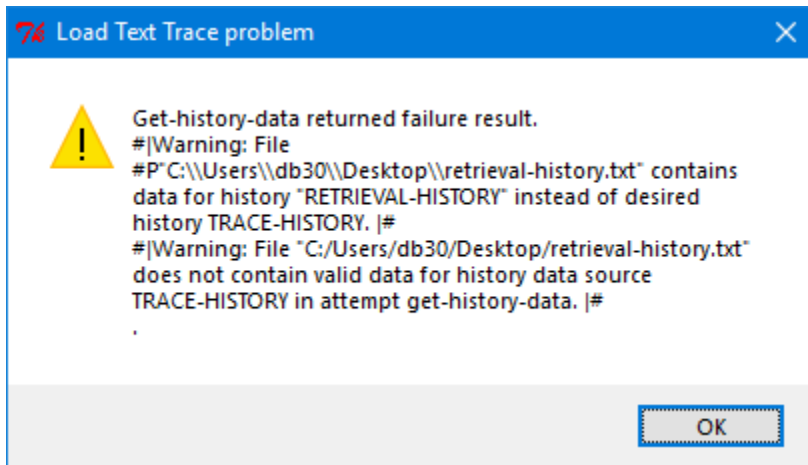 Load Text Trace problem
Get-history-data returned failure result.
#|Warning: File
#P"C:\\Users\\db30\\Desktop\\retrieval-history.txt" contains
data for history "RETRIEVAL-HISTORY" instead of desired
history TRACE-HISTORY. |#
#|Warning: File "C:/Users/db30/Desktop/retrieval-history.txt"
does not contain valid data for history data source
TRACE-HISTORY in attempt get-history-data. |#
.
OK